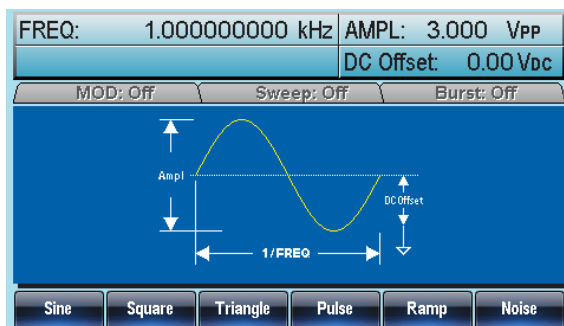 FREQ: 1.000000000 kHz AMPL: 3.000 VPP
DC Offset: 0.00 VDC
MOD: Off Sweep: Off Burst: Off
Ampl
DC Offset
1/FREQ
Sine Square Triangle Pulse Ramp Noise